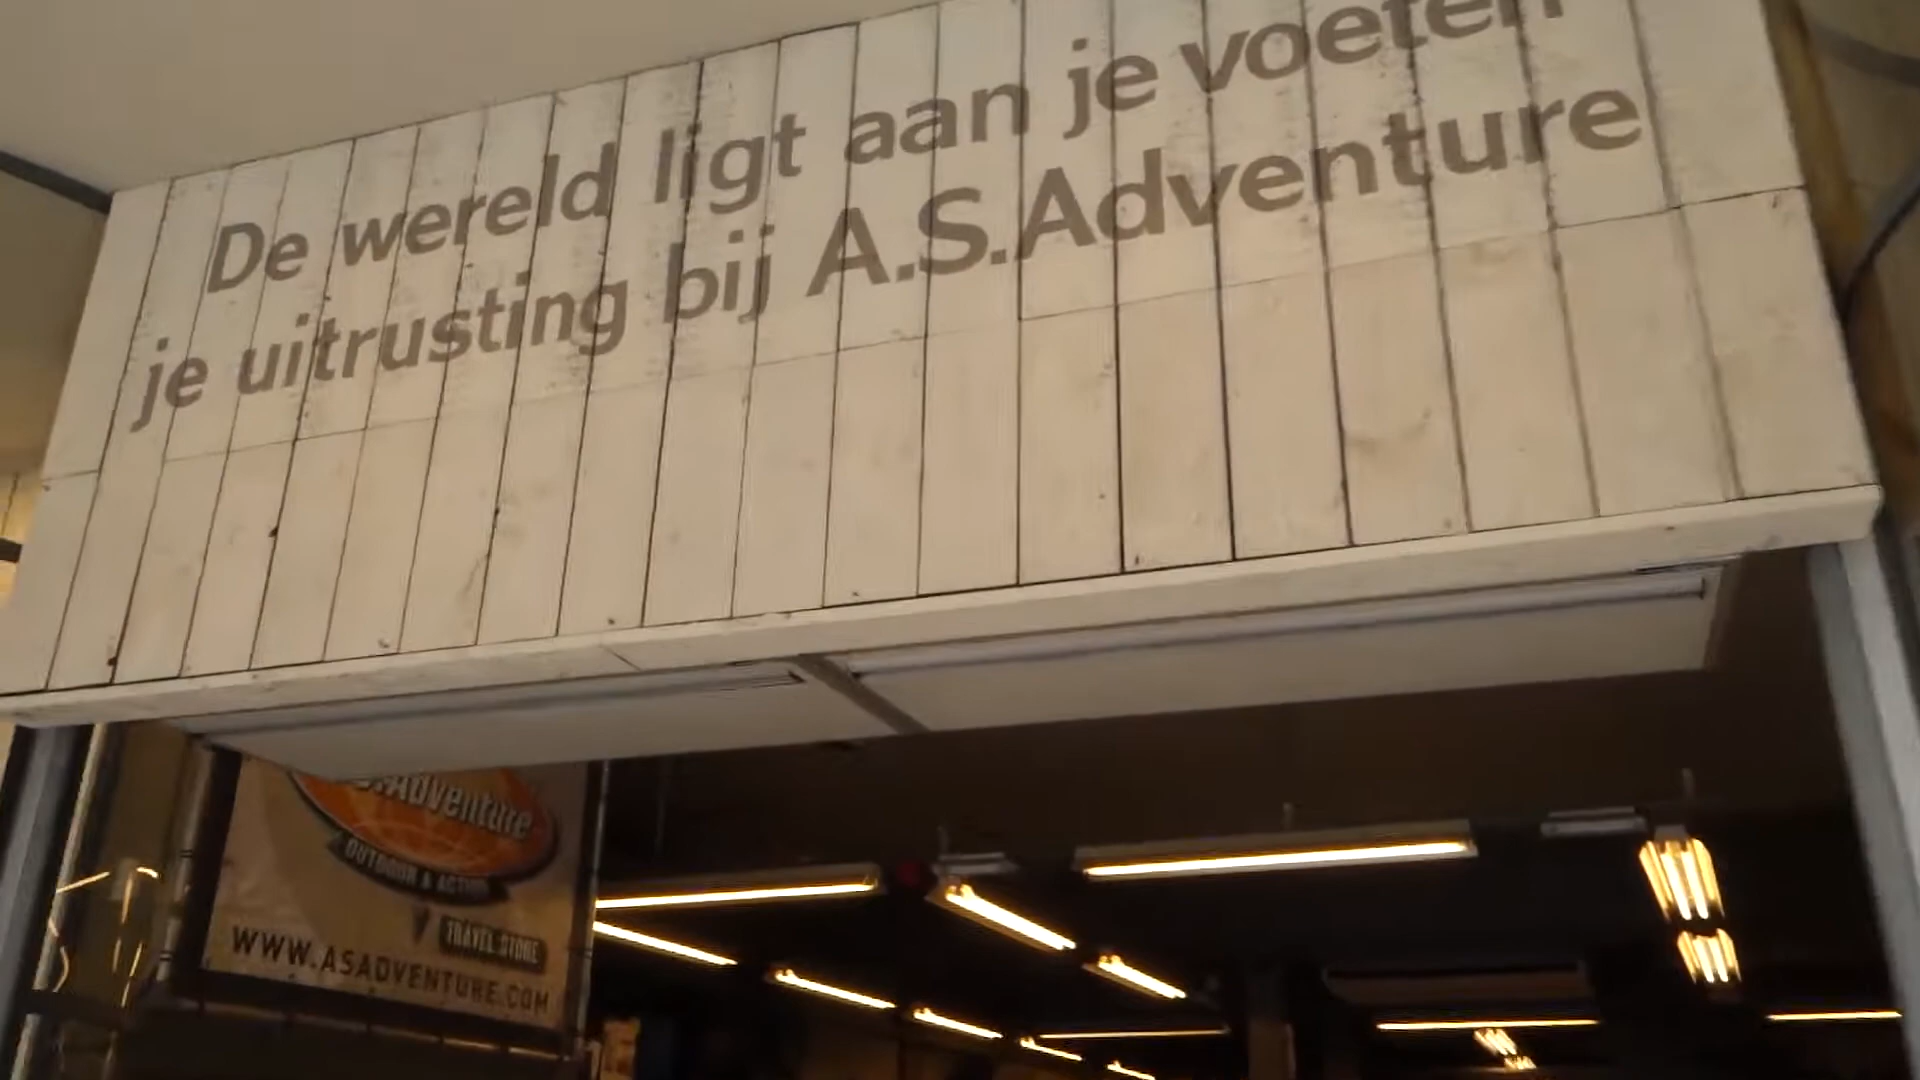 De wereld ligt aan je voeten
je uitrusting bij A.S.Adventure
Adventure
OUTDOOR & ACTION
TRAVEL STORE
WWW.ASADVENTURE.COM